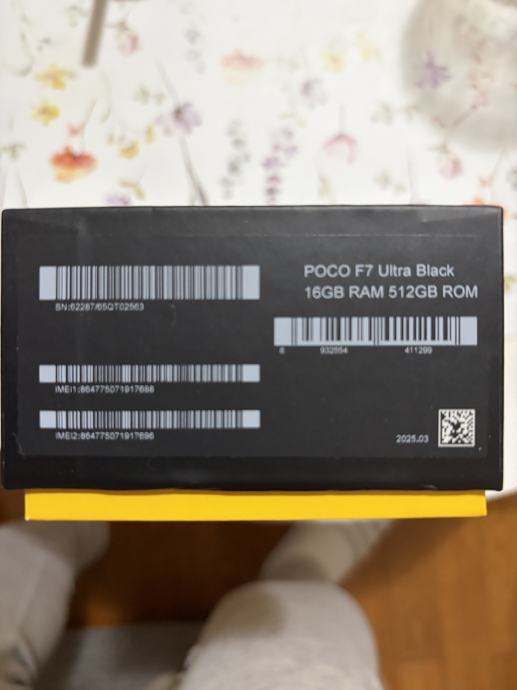 POCO F7 Ultra Black
16GB RAM 512GB ROM
SN:62287/65QT02563
6 932554 411299
IMEI1:864775071917688
IMEI2:864775071917696
2025.03